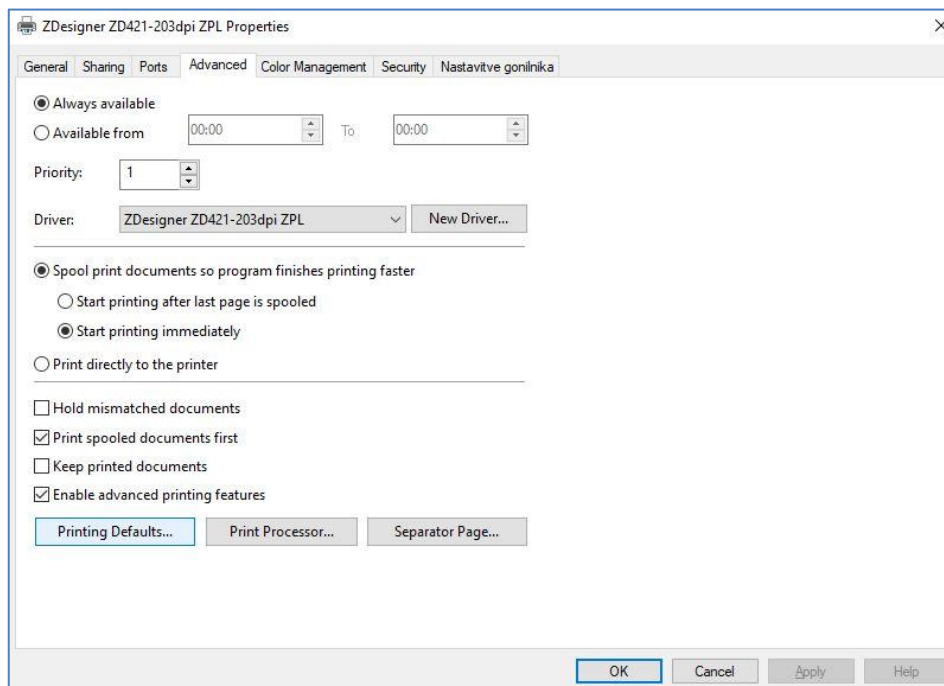 ZDesigner ZD421-203dpi ZPL Properties
General Sharing Ports Advanced Color Management Security Nastavitve gonilnika
Always available
Available from 00:00 To 00:00
Priority: 1
Driver: ZDesigner ZD421-203dpi ZPL New Driver...
Spool print documents so program finishes printing faster
Start printing after last page is spooled
Start printing immediately
Print directly to the printer
Hold mismatched documents
Print spooled documents first
Keep printed documents
Enable advanced printing features
Printing Defaults... Print Processor... Separator Page...
OK Cancel Apply Help